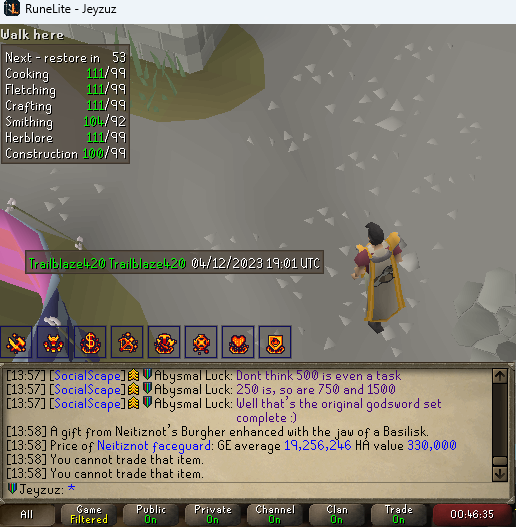 RuneLite - Jeyzuz
Walk here
Next - restore in 53
Cooking 111/99
Fletching 111/99
Crafting 111/99
Smithing 104/92
Herblore 111/99
Construction 100/99
Trailblaze420 Trailblaze420 04/12/2023 19:01 UTC
[13:57] [SocialScape] Abysmal Luck: Dont think 500 is even a task
[13:57] [SocialScape] Abysmal Luck: 250 is, so are 750 and 1500
[13:57] [SocialScape] Abysmal Luck: Well that's the original godsword set
complete :)
[13:58] A gift from Neitiznot's Burgher enhanced with the jaw of a Basilisk.
[13:58] Price of Neitiznot faceguard: GE average 19,256,246 HA value 330,000
[13:58] You cannot trade that item.
[13:58] You cannot trade that item.
Jeyzuz: *
All
Game Filtered
Public On
Private On
Channel On
Clan On
Trade On
00:46:35